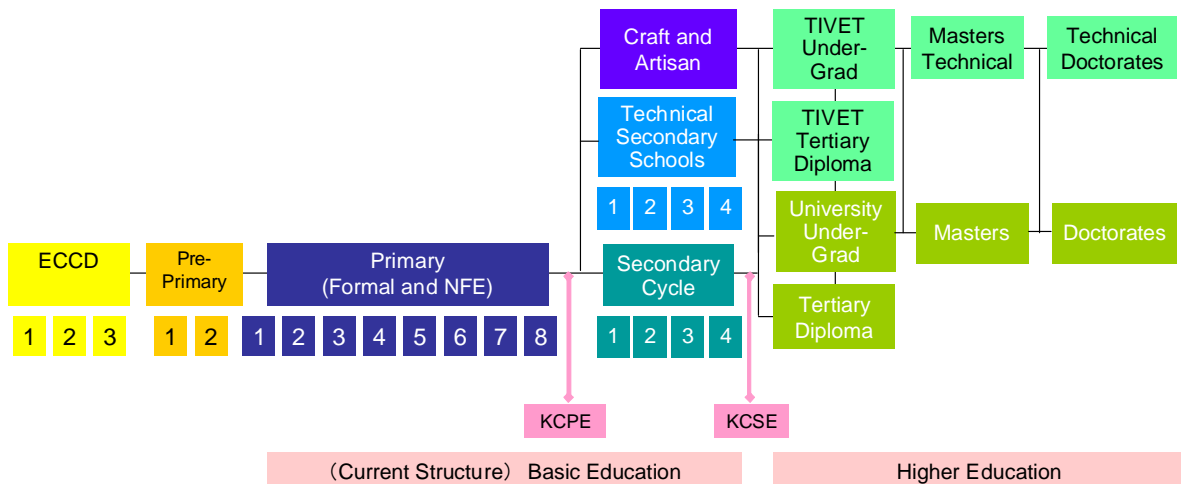 Craft and
Artisan
TIVET
Under-
Grad
Masters
Technical
Technical
Doctorates
Technical
Secondary
Schools
TIVET
Tertiary
Diploma
1 2 3 4
ECCD
Pre-
Primary
Primary
(Formal and NFE)
Secondary
Cycle
University
Under-
Grad
Masters
Doctorates
Tertiary
Diploma
1 2 3
1 2
1 2 3 4 5 6 7 8
1 2 3 4
KCPE
KCSE
（Current Structure） Basic Education
Higher Education